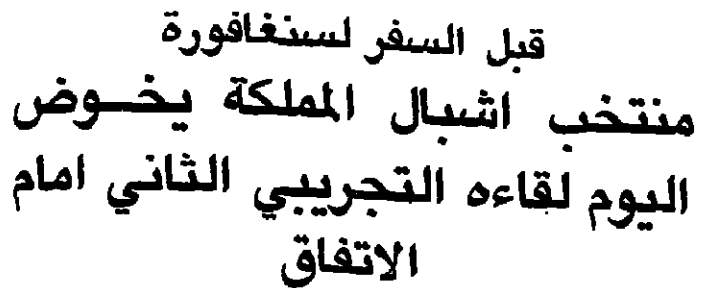 قبل السفر لسنغافورة
منتخب اشبال المملكة يخوض
اليوم لقاءه التجريبي الثاني امام
الاتفاق